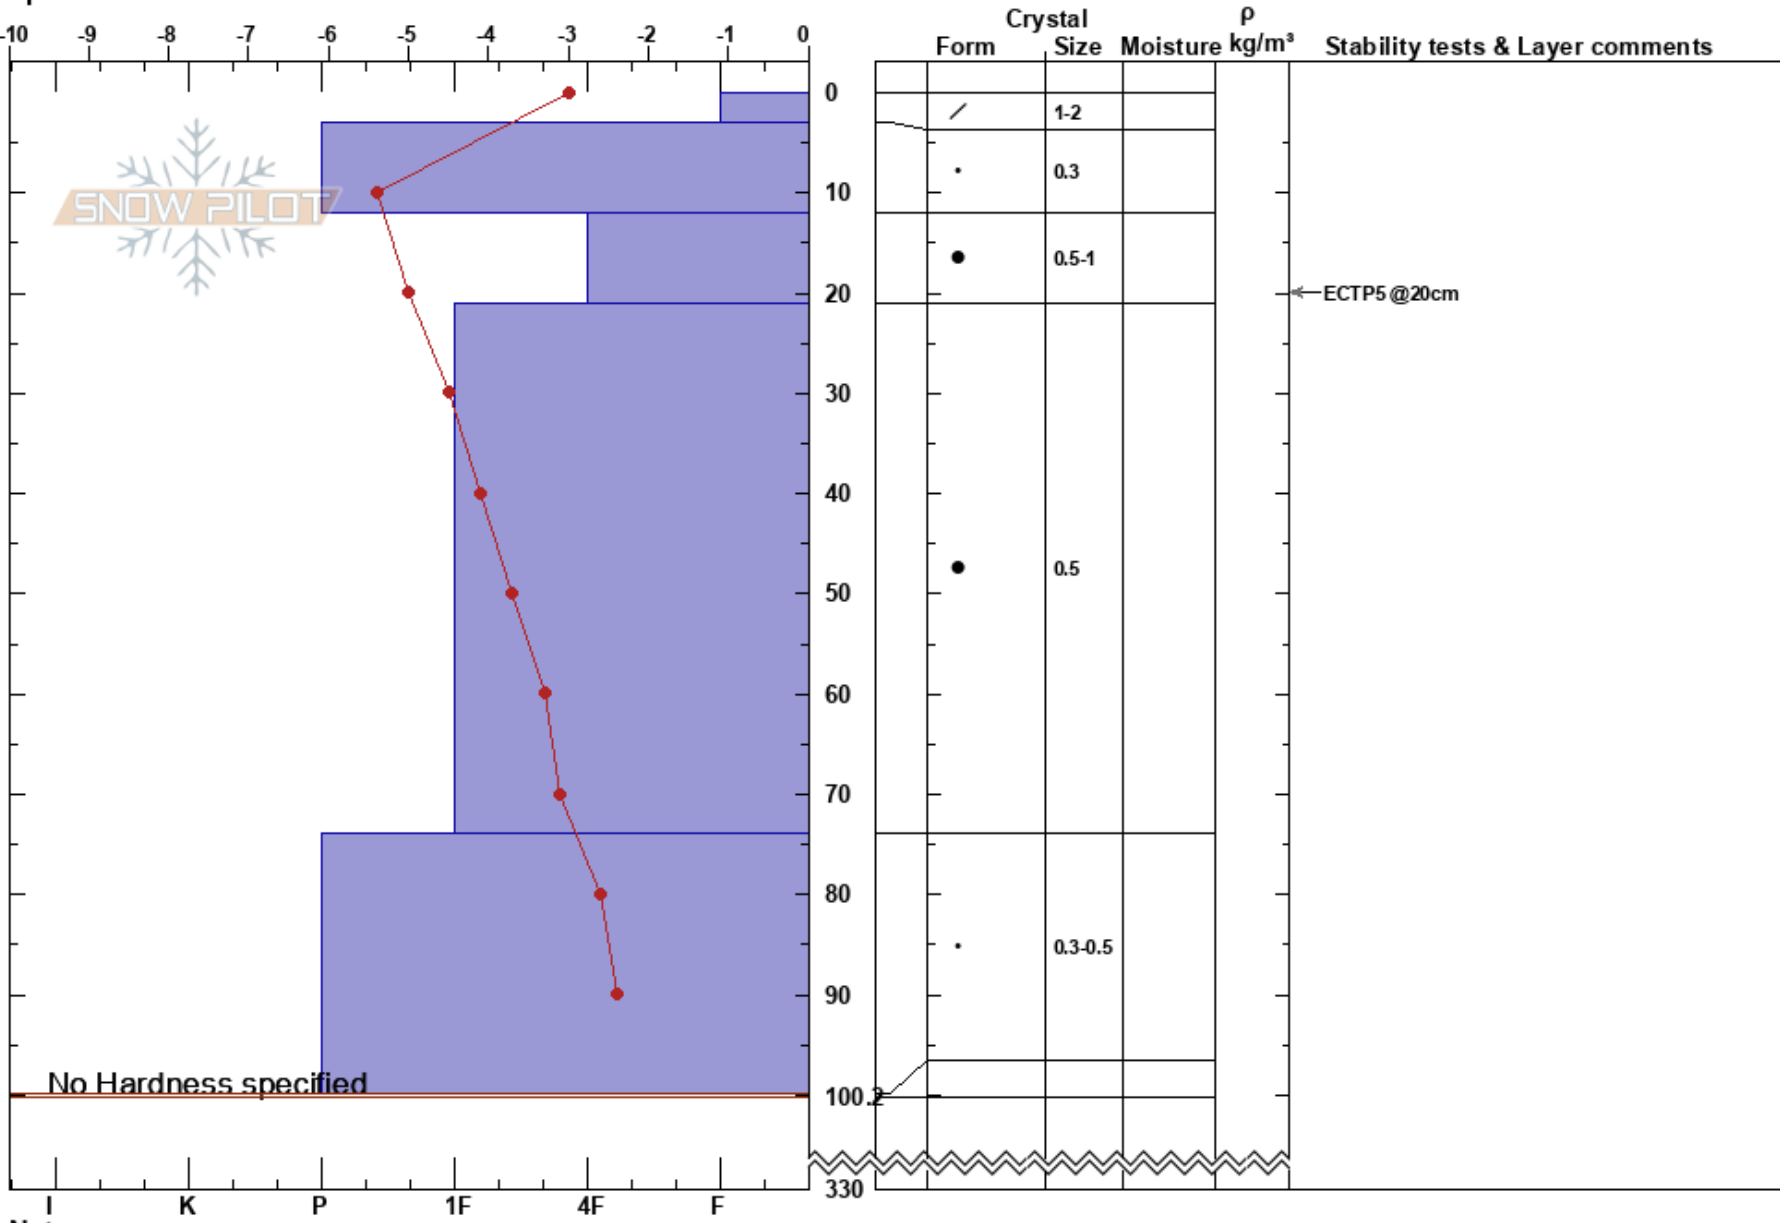 Crystal ρ
-10 -9 -8 -7 -6 -5 -4 -3 -2 -1 0 Form Size Moisture kg/m³ Stability tests & Layer comments
0
1-2
0.3
10
SNOW PILOT
0.5-1
20 ECTP5 @20cm
30
40
0.5
50
60
70
80
0.3-0.5
90
No Hardness specified
100.2
330
I K P 1F 4F F